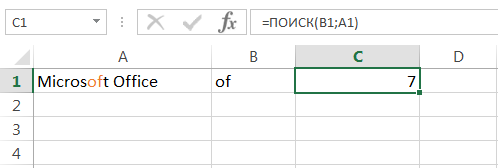 C1 fx =ПОИСК(B1;A1)
A B C D
1 Microsoft Office of 7
2
3
4